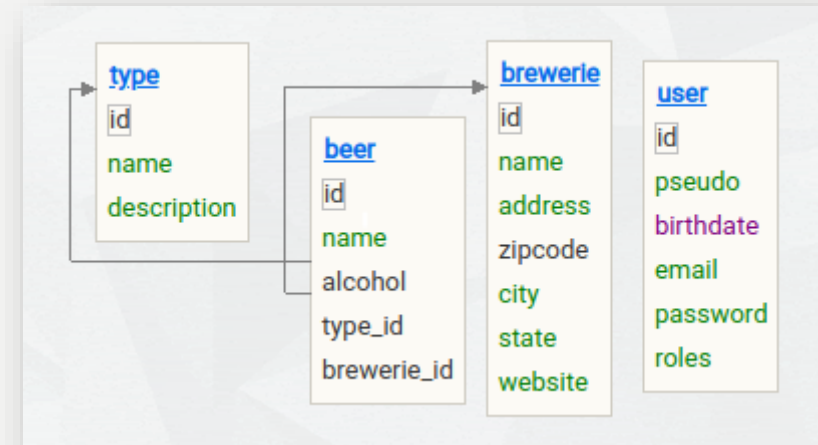 type
id
name
description
beer
id
name
alcohol
type_id
brewerie_id
brewerie
id
name
address
zipcode
city
state
website
user
id
pseudo
birthdate
email
password
roles